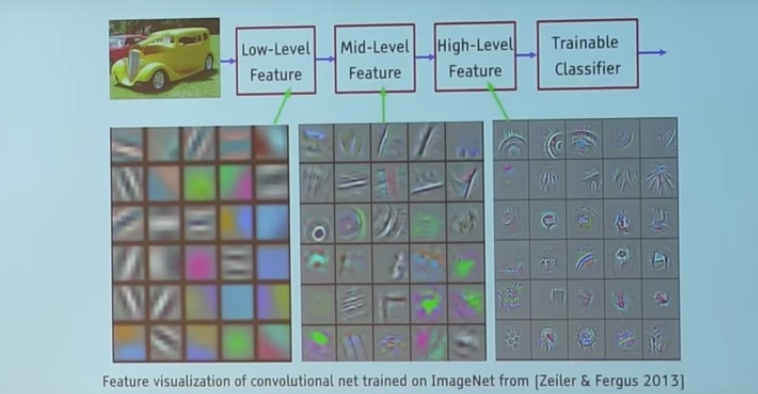 Low-Level
Feature
Mid-Level
Feature
High-Level
Feature
Trainable
Classifier
Feature visualization of convolutional net trained on ImageNet from [Zeiler & Fergus 2013]